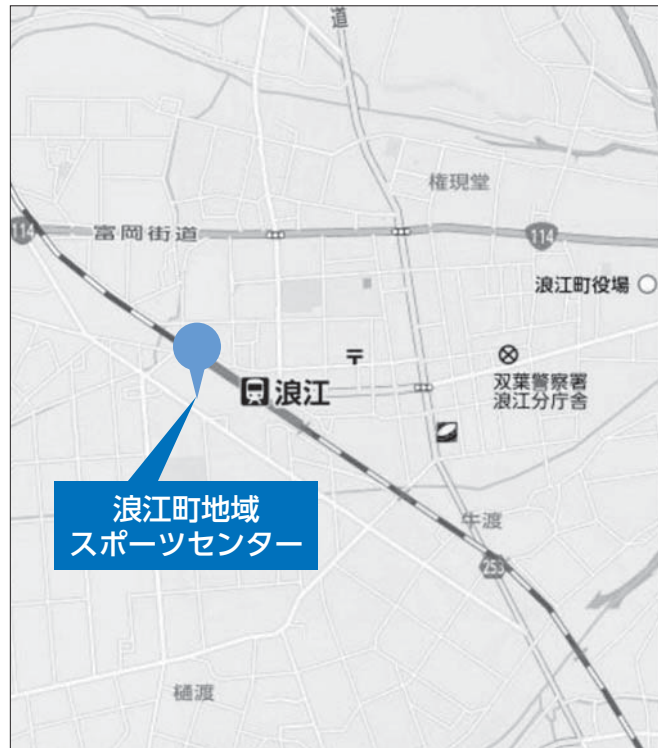 道
権現堂
114
富岡街道
114
浪江町役場
浪江
双葉警察署
浪江分庁舎
浪江町地域
スポーツセンター
牛渡
253
樋渡